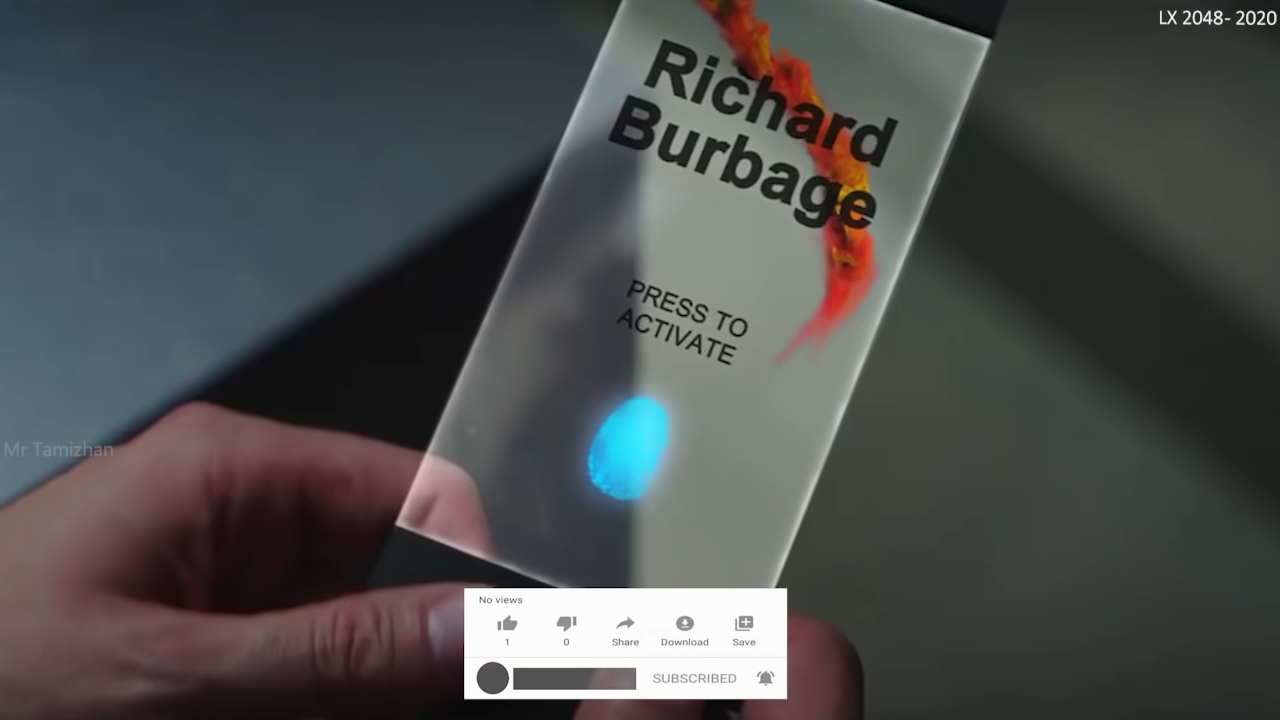 LX 2048- 2020
Richard
Burbage
PRESS TO
ACTIVATE
Mr Tamizhan
No views
1 0 Share Download Save
SUBSCRIBED